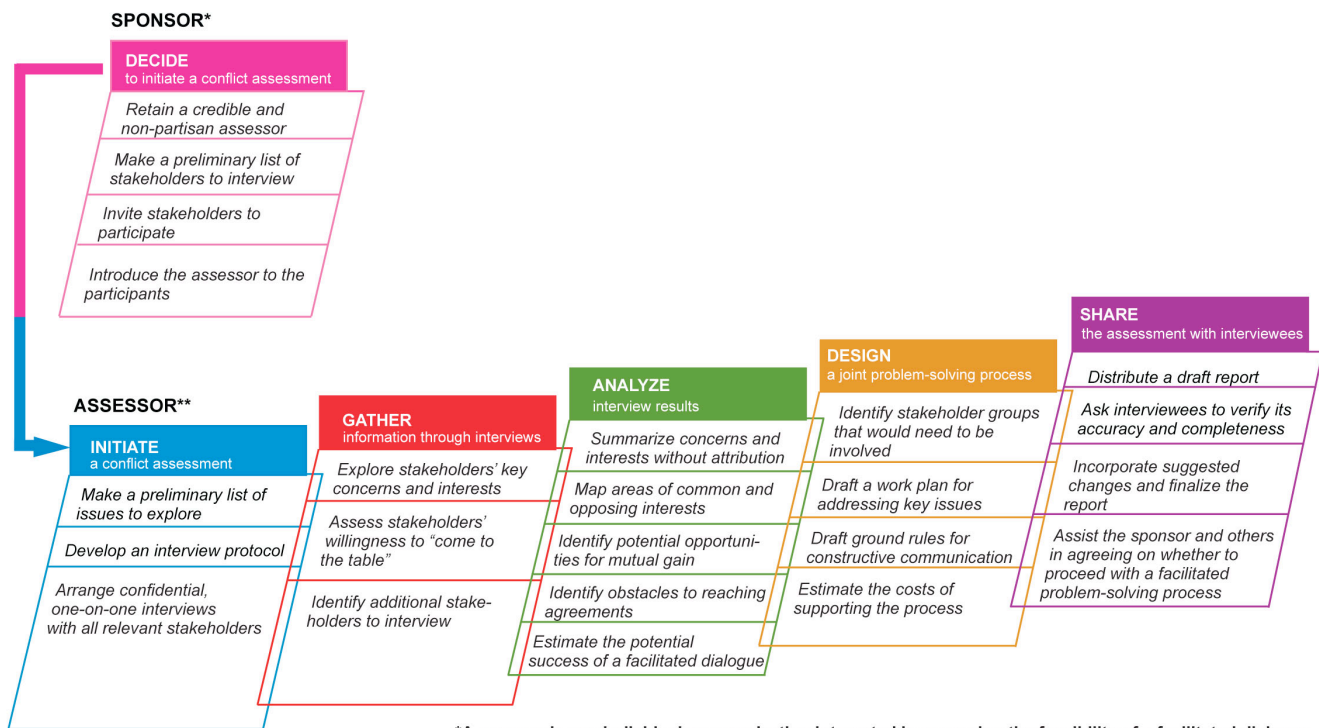 SPONSOR*
DECIDE
to initiate a conflict assessment
Retain a credible and
non-partisan assessor
Make a preliminary list of
stakeholders to interview
Invite stakeholders to
participate
Introduce the assessor to the
participants
ASSESSOR**
INITIATE
a conflict assessment
Make a preliminary list of
issues to explore
Develop an interview protocol
Arrange confidential,
one-on-one interviews
with all relevant stakeholders
GATHER
information through interviews
Explore stakeholders' key
concerns and interests
Assess stakeholders'
willingness to “come to
the table”
Identify additional stake-
holders to interview
ANALYZE
interview results
Summarize concerns and
interests without attribution
Map areas of common and
opposing interests
Identify potential opportuni-
ties for mutual gain
Identify obstacles to reaching
agreements
Estimate the potential
success of a facilitated dialogue
DESIGN
a joint problem-solving process
Identify stakeholder groups
that would need to be
involved
Draft a work plan for
addressing key issues
Draft ground rules for
constructive communication
Estimate the costs of
supporting the process
SHARE
the assessment with interviewees
Distribute a draft report
Ask interviewees to verify its
accuracy and completeness
Incorporate suggested
changes and finalize the
report
Assist the sponsor and others
in agreeing on whether to
proceed with a facilitated
problem-solving process